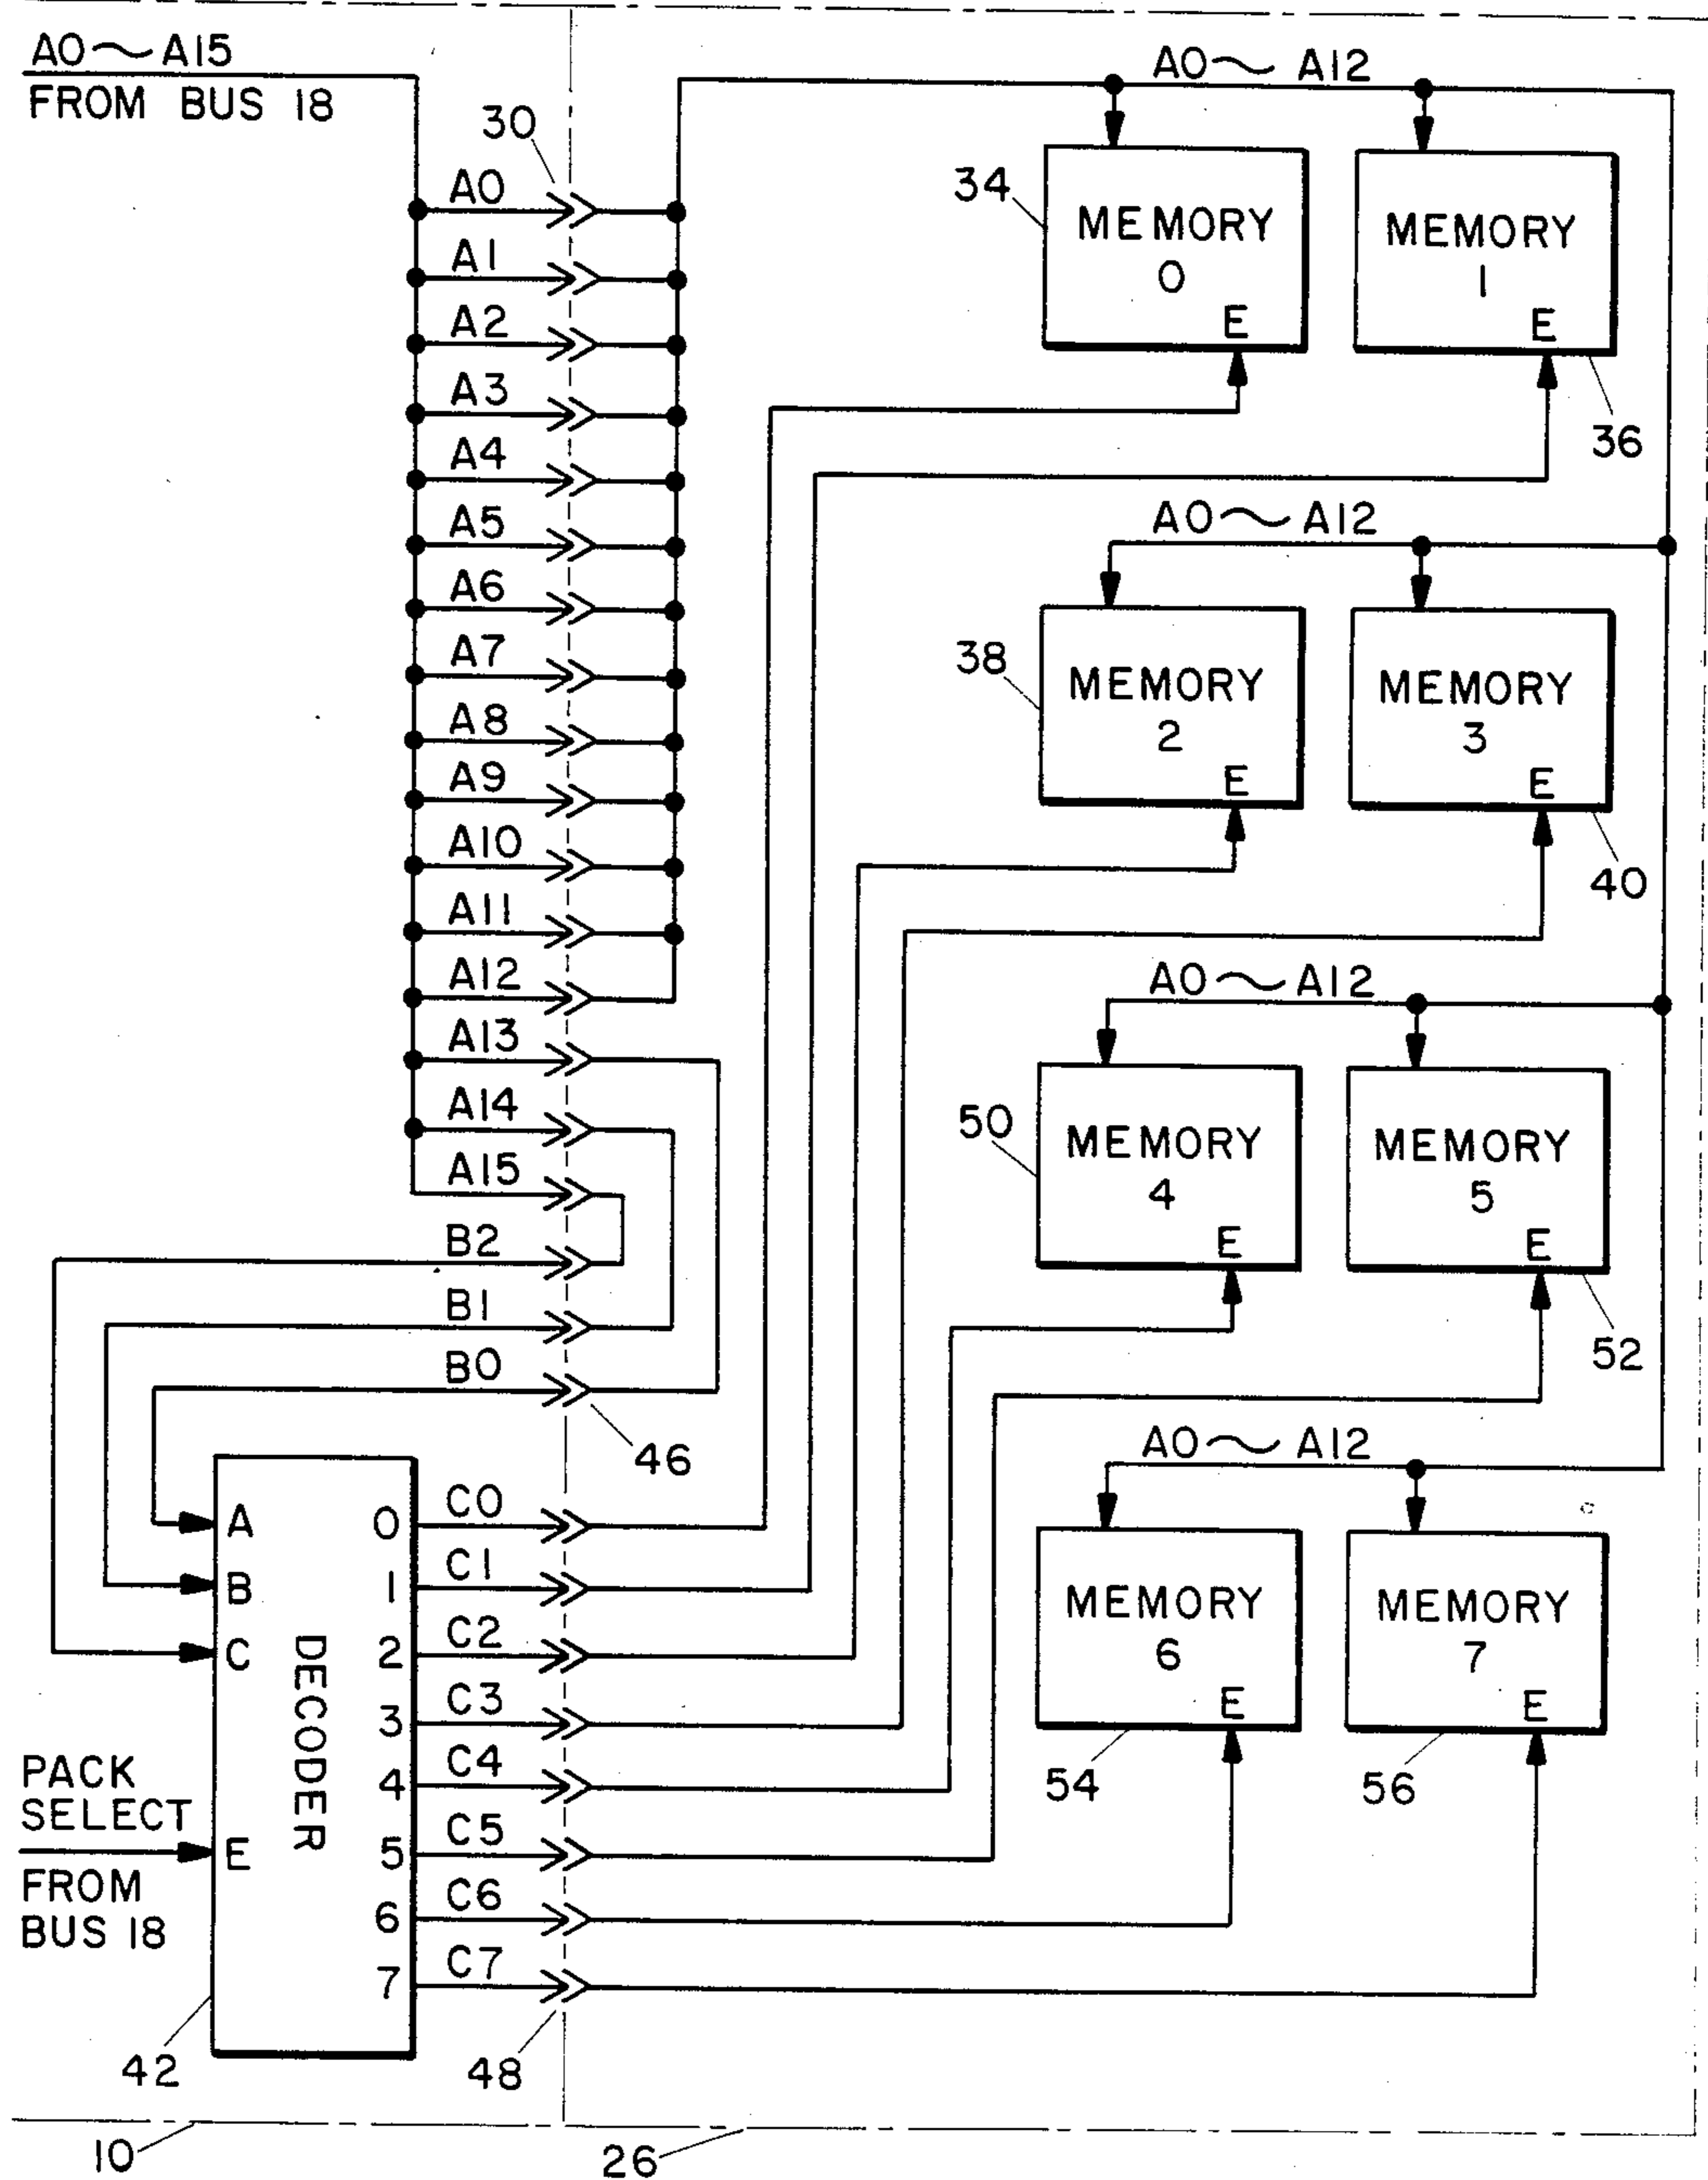 A0~A15
FROM BUS 18
30
A0
A1
A2
A3
A4
A5
A6
A7
A8
A9
A10
A11
A12
A13
A14
A15
B2
B1
B0
46
A
B
C
E
DECODER
0
1
2
3
4
5
6
7
C0
C1
C2
C3
C4
C5
C6
C7
PACK
SELECT
FROM
BUS 18
42
48
10
26
A0~A12
34
MEMORY
0
E
MEMORY
1
E
36
A0~A12
38
MEMORY
2
E
MEMORY
3
E
40
A0~A12
50
MEMORY
4
E
MEMORY
5
E
52
A0~A12
MEMORY
6
E
54
MEMORY
7
E
56